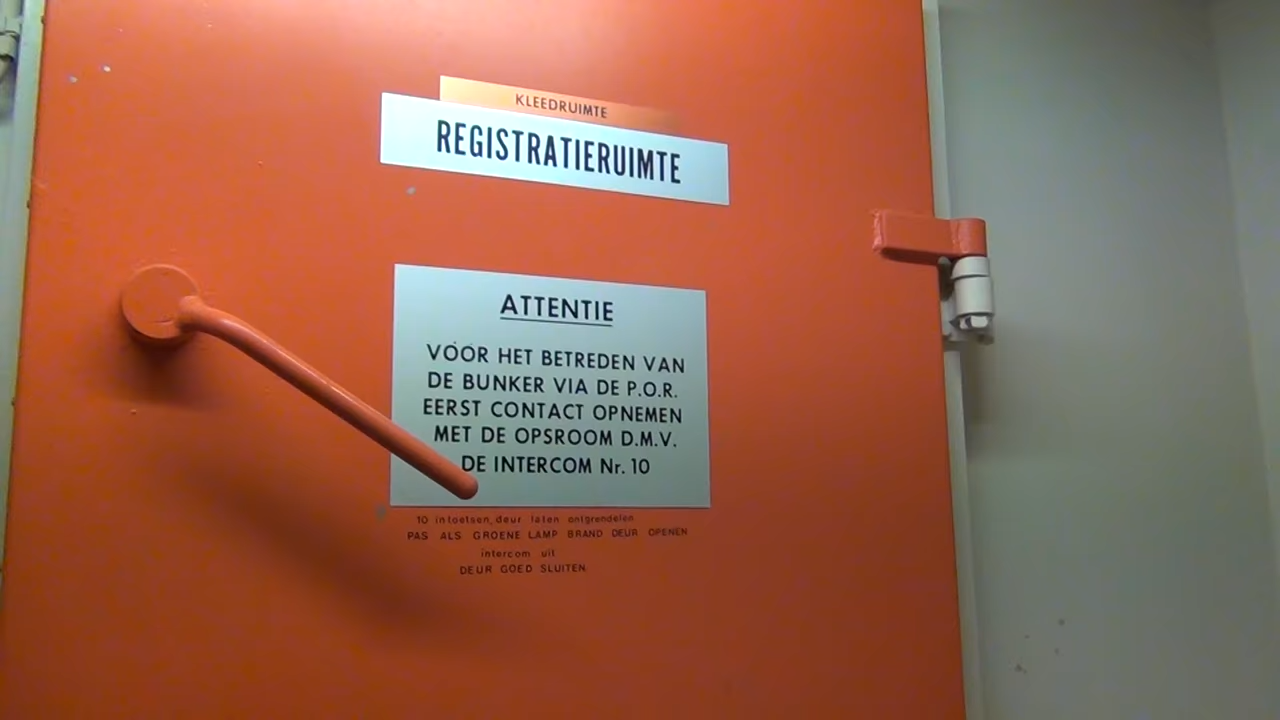 KLEEDRUIMTE
REGISTRATIERUIMTE
ATTENTIE
VOOR HET BETREDEN VAN
DE BUNKER VIA DE P.O.R.
EERST CONTACT OPNEMEN
MET DE OPSROOM D.M.V.
DE INTERCOM Nr. 10
10 intoetsen, deur laten ontgrendelen
PAS ALS GROENE LAMP BRAND DEUR OPENEN
intercom uit
DEUR GOED SLUITEN